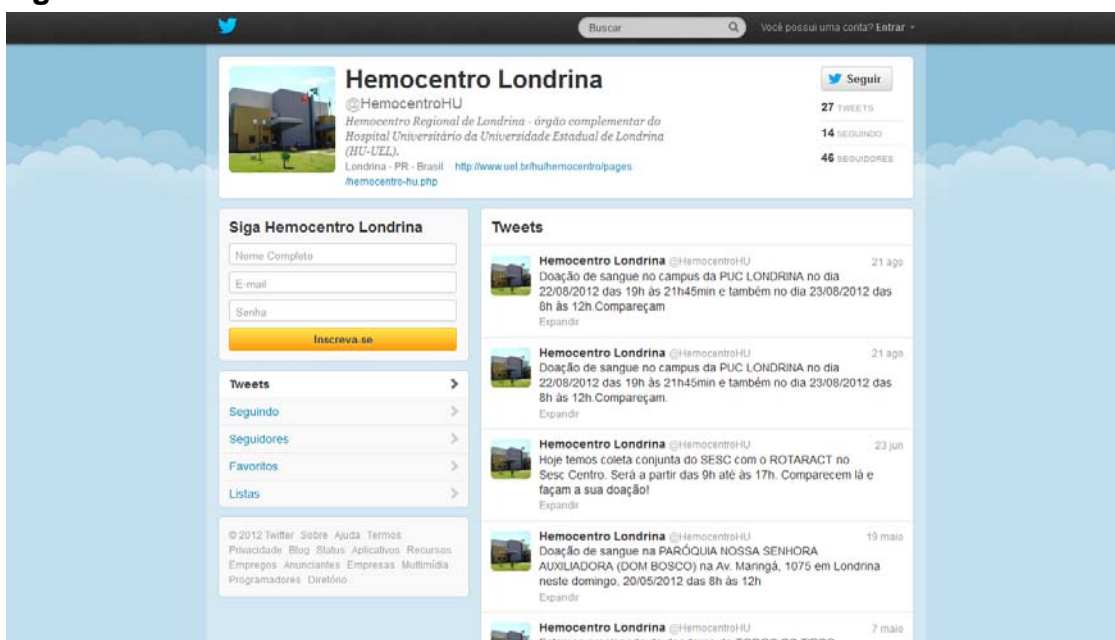 Buscar
Você possui uma conta? Entrar
Hemocentro Londrina
@HemocentroHU
Hemocentro Regional de Londrina - órgão complementar do
Hospital Universitário da Universidade Estadual de Londrina
(HU-UEL).
Londrina - PR - Brasil http://www.uel.br/hu/hemocentro/pages
/hemocentro-hu.php
Seguir
27 TWEETS
14 SEGUINDO
46 SEGUIDORES
Siga Hemocentro Londrina
Nome Completo
E-mail
Senha
Inscreva-se
Tweets
Seguindo
Seguidores
Favoritos
Listas
© 2012 Twitter Sobre Ajuda Termos
Privacidade Blog Status Aplicativos Recursos
Empregos Anunciantes Empresas Multimídia
Programadores Diretório
Tweets
Hemocentro Londrina @HemocentroHU 21 ago
Doação de sangue no campus da PUC LONDRINA no dia
22/08/2012 das 19h às 21h45min e também no dia 23/08/2012 das
8h às 12h.Compareçam
Expandir
Hemocentro Londrina @HemocentroHU 21 ago
Doação de sangue no campus da PUC LONDRINA no dia
22/08/2012 das 19h às 21h45min e também no dia 23/08/2012 das
8h às 12h.Compareçam.
Expandir
Hemocentro Londrina @HemocentroHU 23 jun
Hoje temos coleta conjunta do SESC com o ROTARACT no
Sesc Centro. Será a partir das 9h até às 17h. Comparecem lá e
façam a sua doação!
Expandir
Hemocentro Londrina @HemocentroHU 19 maio
Doação de sangue na PARÓQUIA NOSSA SENHORA
AUXILIADORA (DOM BOSCO) na Av. Maringá, 1075 em Londrina
neste domingo, 20/05/2012 das 8h às 12h
Expandir
Hemocentro Londrina @HemocentroHU 7 maio